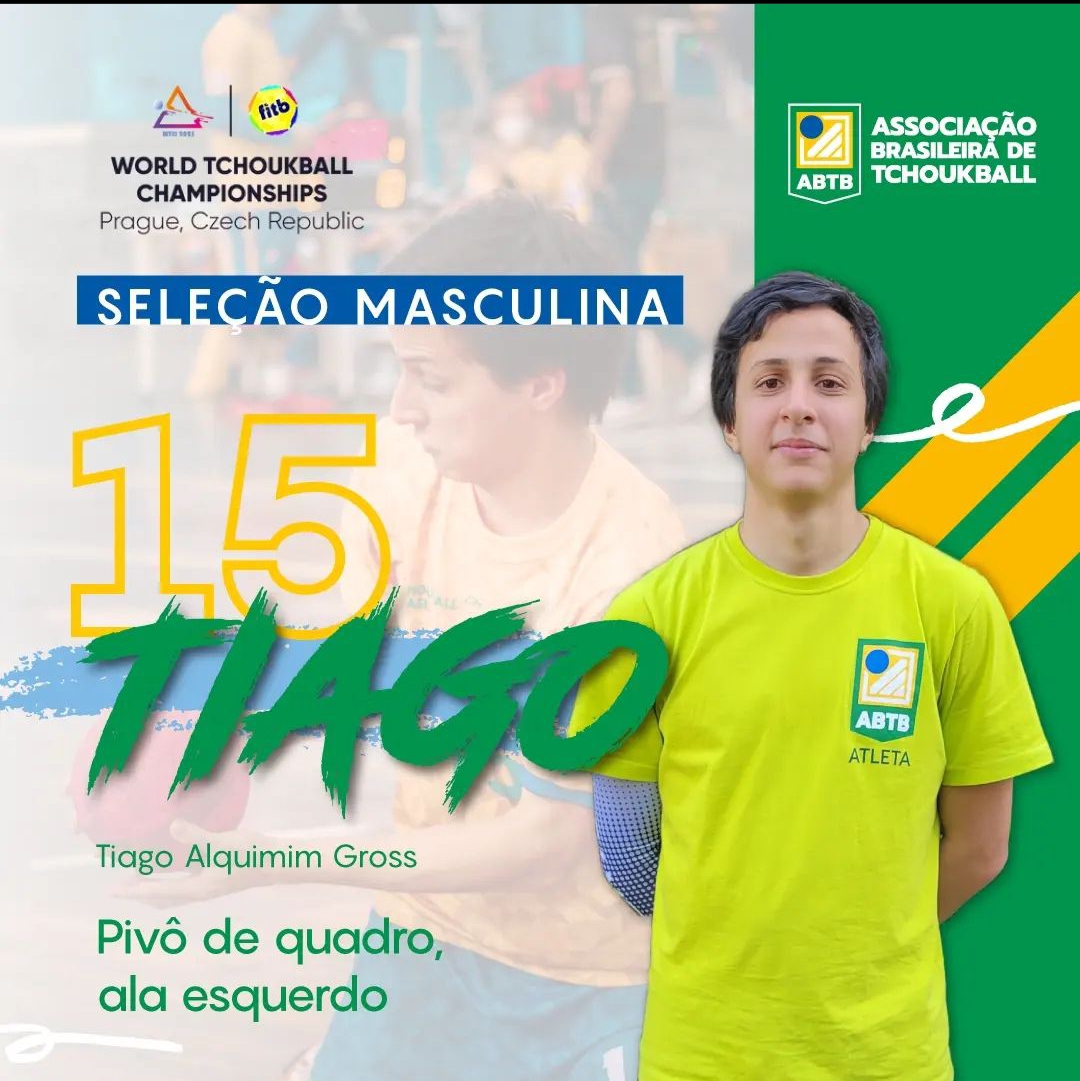 fitb
WORLD TCHOUKBALL
CHAMPIONSHIPS
Prague, Czech Republic
ABTB
ASSOCIAÇÃO
BRASILEIRA DE
TCHOUKBALL
SELEÇÃO MASCULINA
15
TIAGO
Tiago Alquimim Gross
Pivô de quadro,
ala esquerdo
ABTB
ATLETA